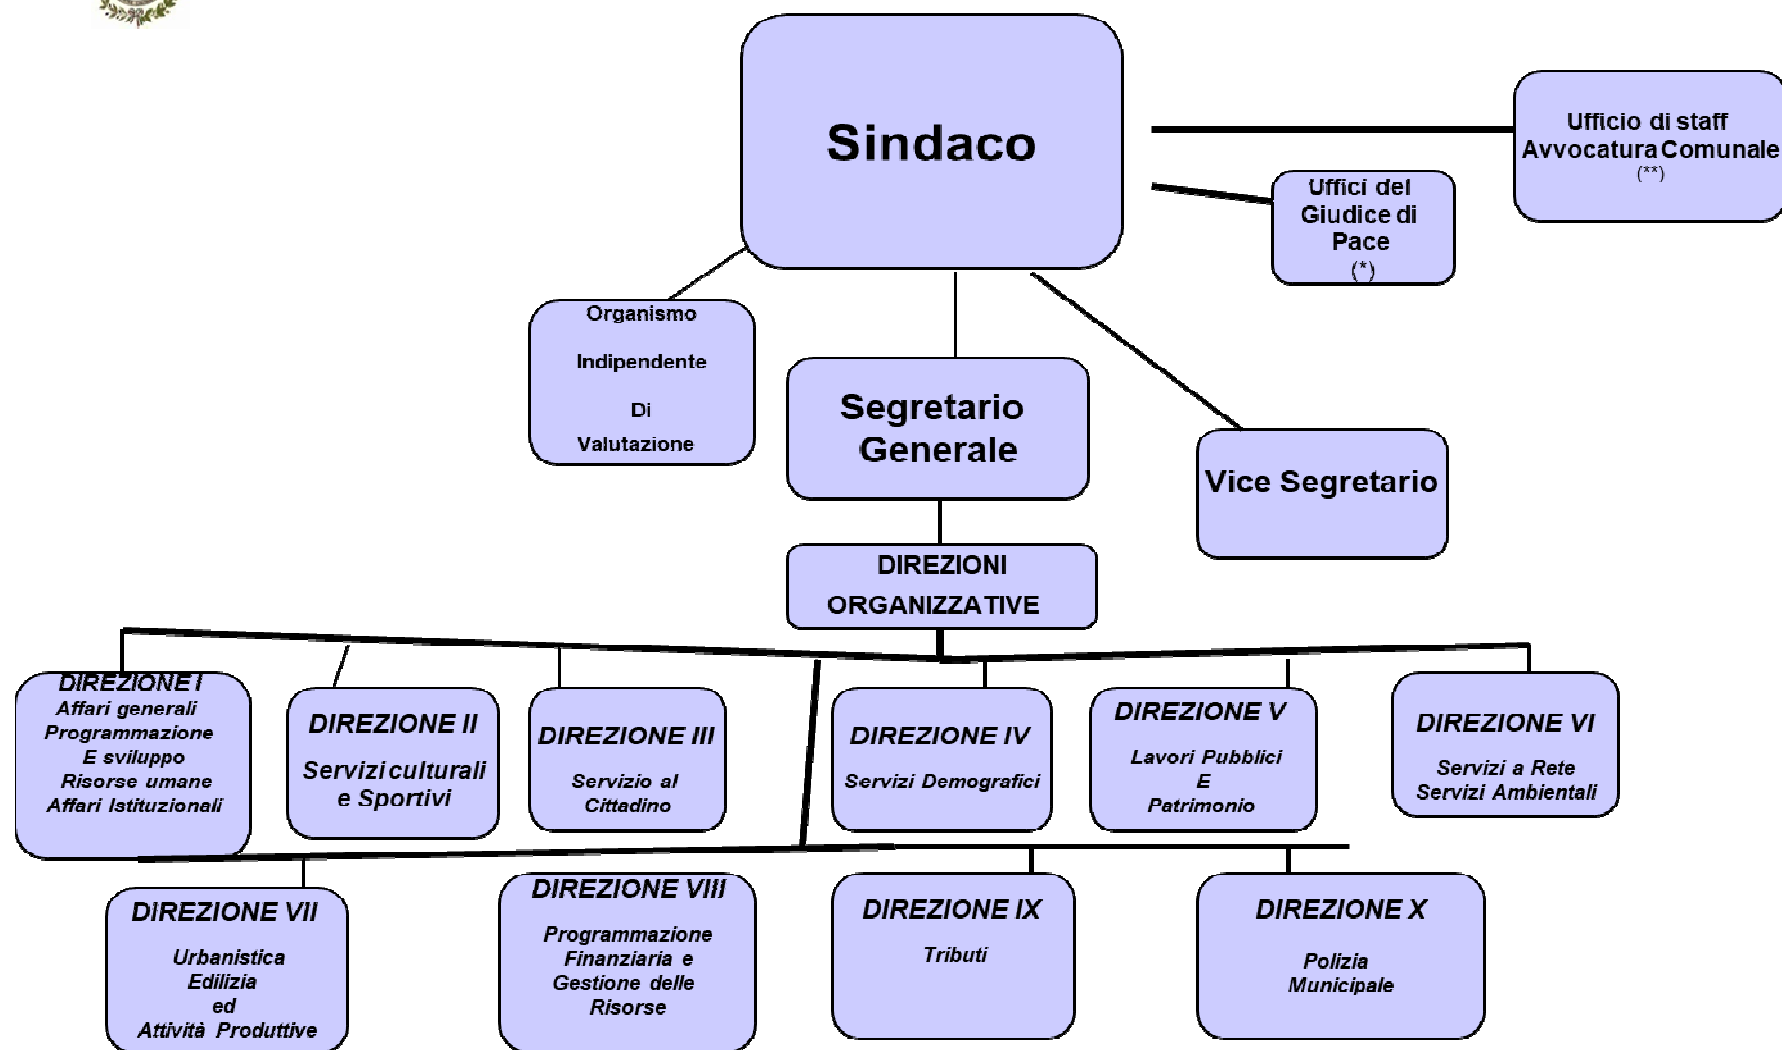 Sindaco
Ufficio di staff
Avvocatura Comunale
(**)
Uffici del
Giudice di
Pace
(*)
Organismo
Indipendente
Di
Valutazione
Segretario
Generale
Vice Segretario
DIREZIONI
ORGANIZZATIVE
DIREZIONE I
Affari generali
Programmazione
E sviluppo
Risorse umane
Affari Istituzionali
DIREZIONE II
Servizi culturali
e Sportivi
DIREZIONE III
Servizio al
Cittadino
DIREZIONE IV
Servizi Demografici
DIREZIONE V
Lavori Pubblici
E
Patrimonio
DIREZIONE VI
Servizi a Rete
Servizi Ambientali
DIREZIONE VII
Urbanistica
Edilizia
ed
Attività Produttive
DIREZIONE VIII
Programmazione
Finanziaria e
Gestione delle
Risorse
DIREZIONE IX
Tributi
DIREZIONE X
Polizia
Municipale